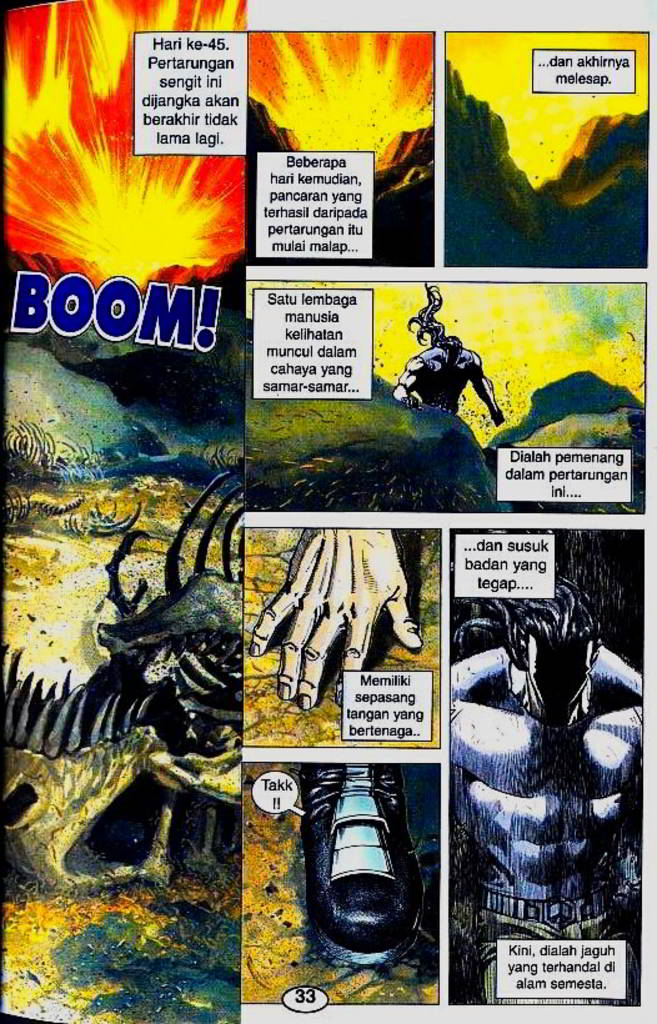 Hari ke-45.
Pertarungan
sengit ini
dijangka akan
berakhir tidak
lama lagi.
Beberapa
hari kemudian,
pancaran yang
terhasil daripada
pertarungan itu
mulai malap...
...dan akhirnya
melesap.
BOOM!
Satu lembaga
manusia
kelihatan
muncul dalam
cahaya yang
samar-samar...
Dialah pemenang
dalam pertarungan
ini....
Memiliki
sepasang
tangan yang
bertenaga..
...dan susuk
badan yang
tegap....
Takk
!!
Kini, dialah jaguh
yang terhandal di
alam semesta.
33